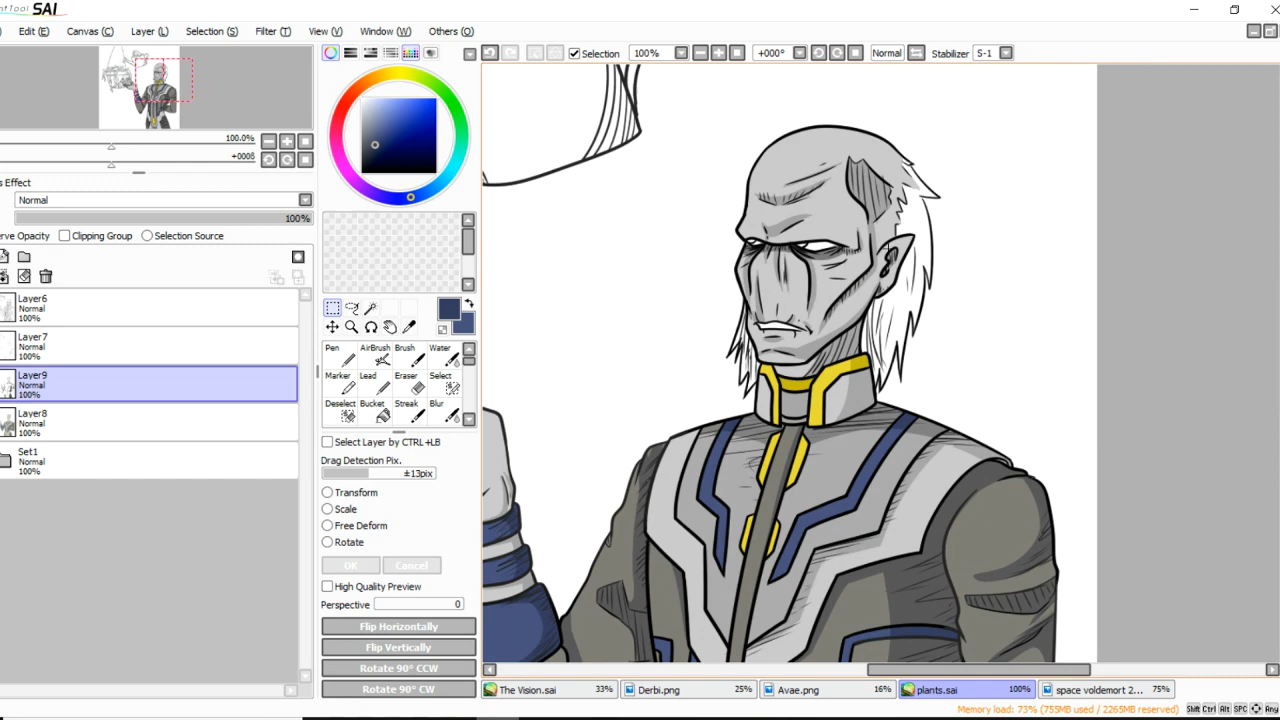 SAI
Edit (E) Canvas (C) Layer (L) Selection (S) Filter (T) View (V) Window (W) Others (O)
Selection 100% +000° Normal Stabilizer S-1
100.0%
Effect
Normal
100%
Opacity Clipping Group Selection Source
Layer6
Normal
100%
Layer7
Normal
100%
Layer9
Normal
100%
Layer8
Normal
100%
Set1
Normal
100%
Pen AirBrush Brush Water
Marker Lead Eraser Select
Deselect Bucket Streak Blur
Select Layer by CTRL+LB
Drag Detection Pix.
±13pix
Transform
Scale
Free Deform
Rotate
OK Cancel
High Quality Preview
Perspective 0
Flip Horizontally
Flip Vertically
Rotate 90° CCW
Rotate 90° CW
The Vision.sai 33% Derbi.png 25% Avae.png 16% plants.sai 100% space voldemort 2... 75%
Memory load: 73% (755MB used / 2265MB reserved) Shift Ctrl Alt SPC Any